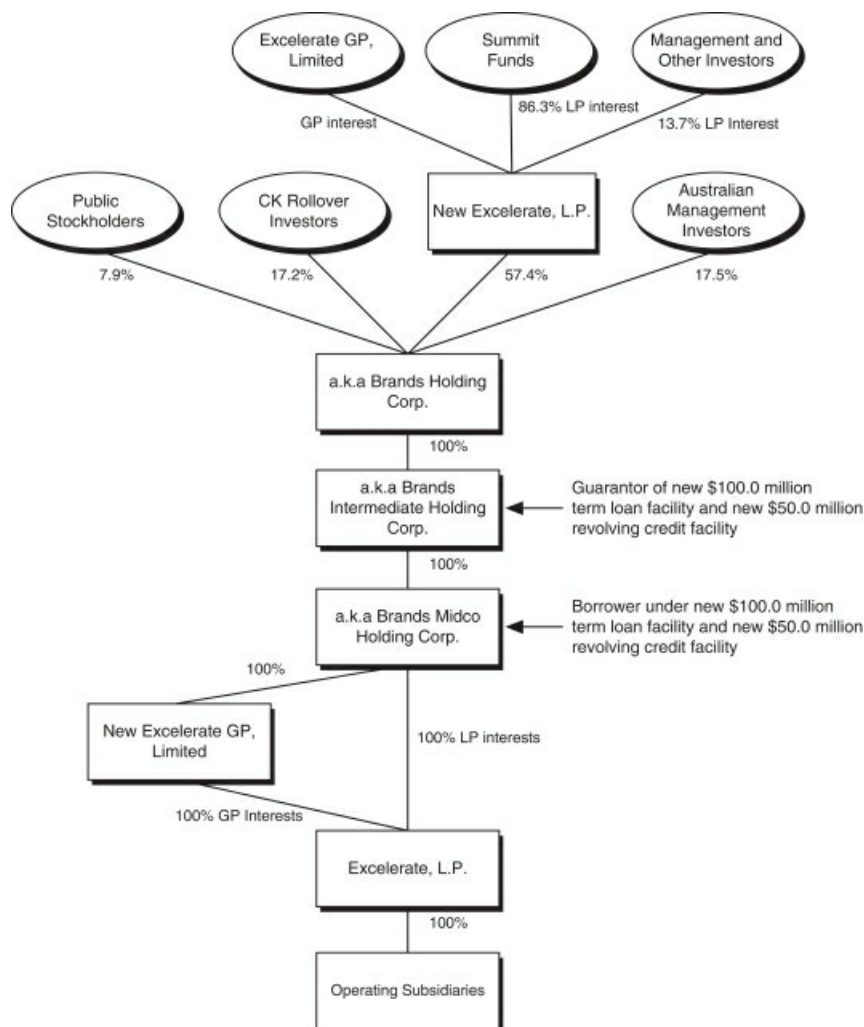 Excelerate GP,
Limited
Summit
Funds
Management and
Other Investors
GP interest
86.3% LP interest
13.7% LP Interest
Public
Stockholders
CK Rollover
Investors
New Excelerate, L.P.
Australian
Management
Investors
7.9%
17.2%
57.4%
17.5%
a.k.a Brands Holding
Corp.
100%
a.k.a Brands
Intermediate Holding
Corp.
Guarantor of new $100.0 million
term loan facility and new $50.0 million
revolving credit facility
100%
a.k.a Brands Midco
Holding Corp.
Borrower under new $100.0 million
term loan facility and new $50.0 million
revolving credit facility
100%
New Excelerate GP,
Limited
100% LP interests
100% GP Interests
Excelerate, L.P.
100%
Operating Subsidiaries